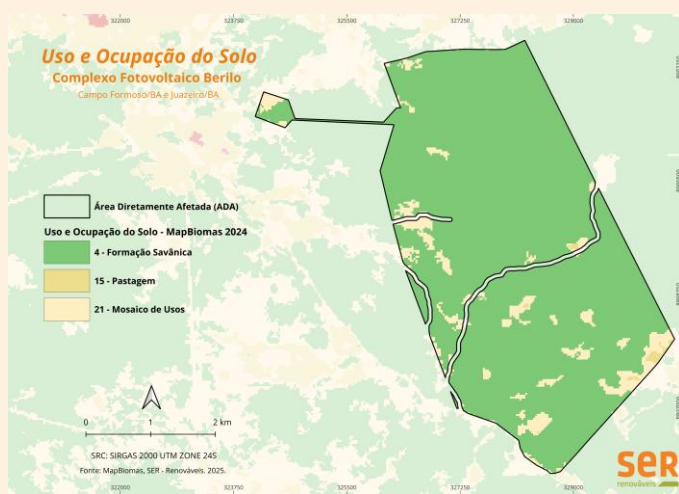 322000 323750 325500 327250 329000
Uso e Ocupação do Solo
Complexo Fotovoltaico Berilo
Campo Formoso/BA e Juazeiro/BA
Área Diretamente Afetada (ADA)
Uso e Ocupação do Solo - MapBiomas 2024
4 - Formação Savânica
15 - Pastagem
21 - Mosaico de Usos
0 1 2 km
SRC: SIRGAS 2000 UTM ZONE 24S
Fonte: MapBiomas, SER - Renováveis. 2025.
SER
renováveis
322000 323750 325500 327250 329000